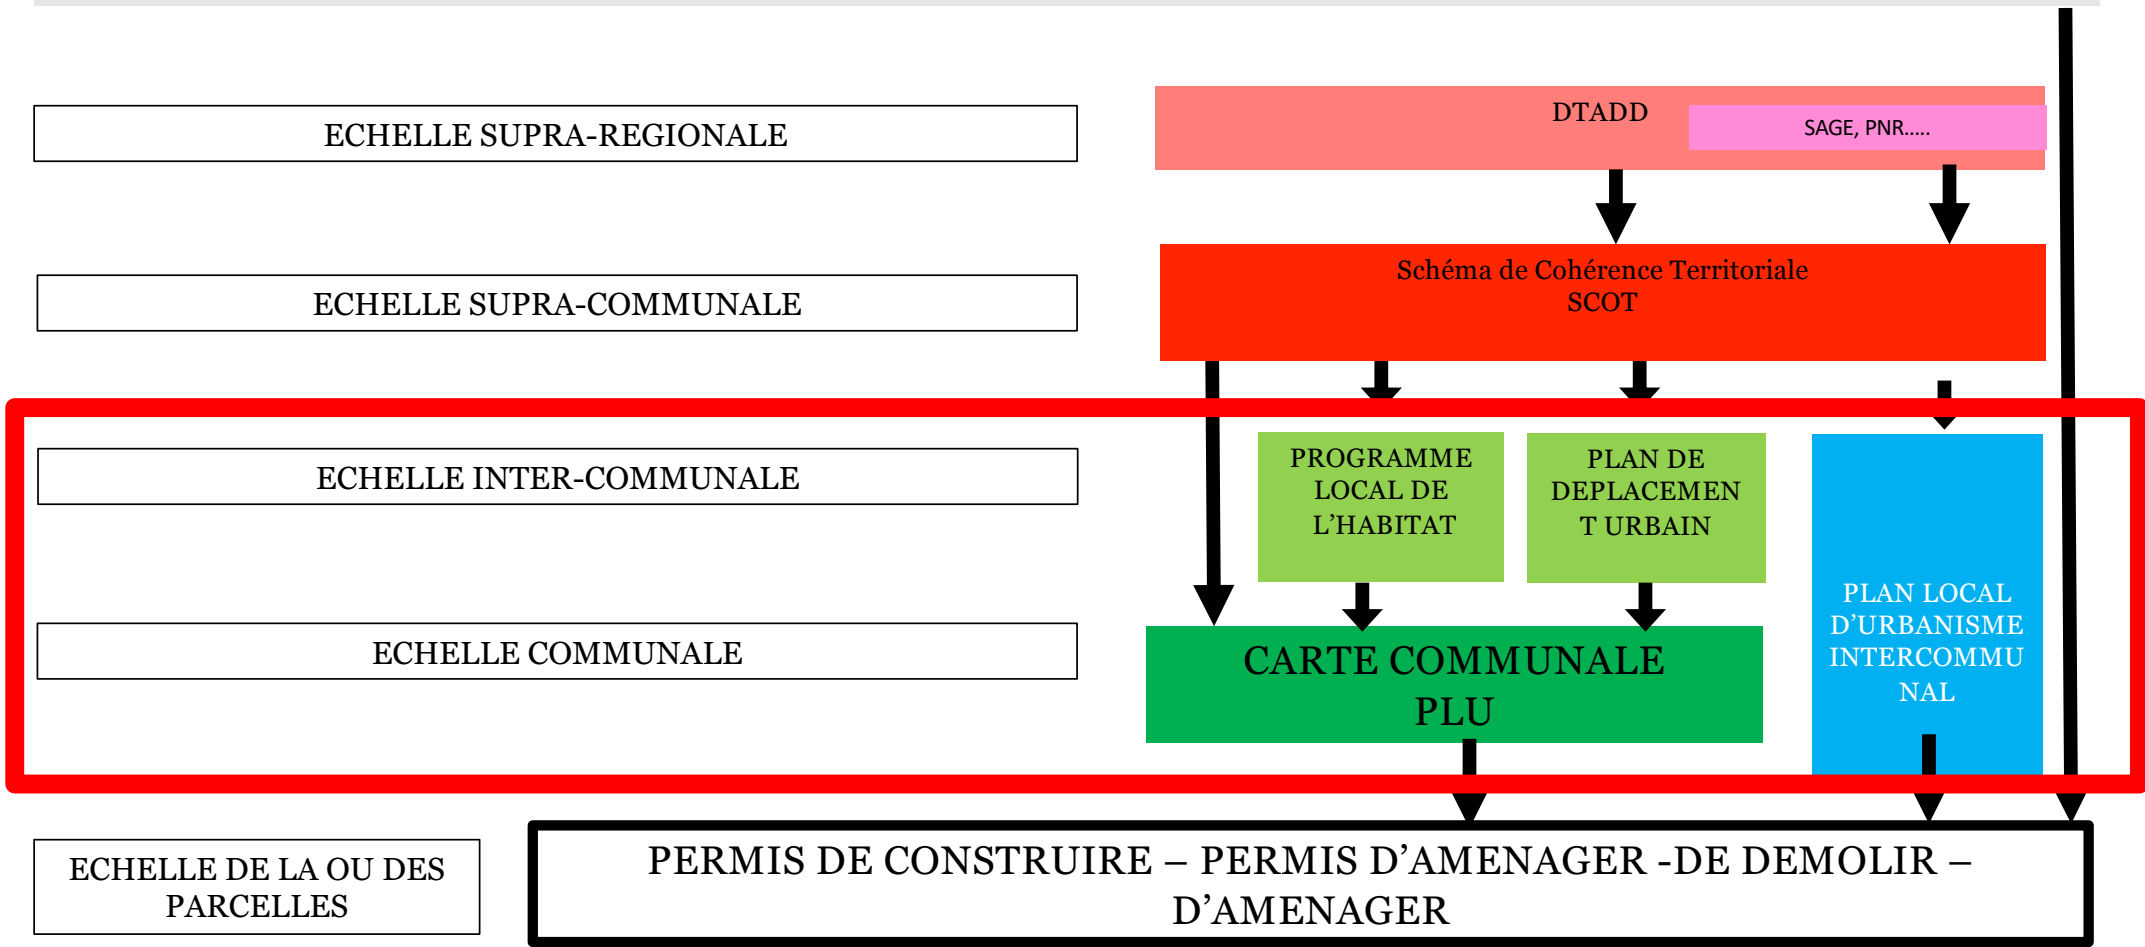 ECHELLE SUPRA-REGIONALE
DTADD
SAGE, PNR.....
ECHELLE SUPRA-COMMUNALE
Schéma de Cohérence Territoriale
SCOT
ECHELLE INTER-COMMUNALE
PROGRAMME
LOCAL DE
L’HABITAT
PLAN DE
DEPLACEMEN
T URBAIN
PLAN LOCAL
D’URBANISME
INTERCOMMU
NAL
ECHELLE COMMUNALE
CARTE COMMUNALE
PLU
ECHELLE DE LA OU DES
PARCELLES
PERMIS DE CONSTRUIRE – PERMIS D’AMENAGER -DE DEMOLIR –
D’AMENAGER